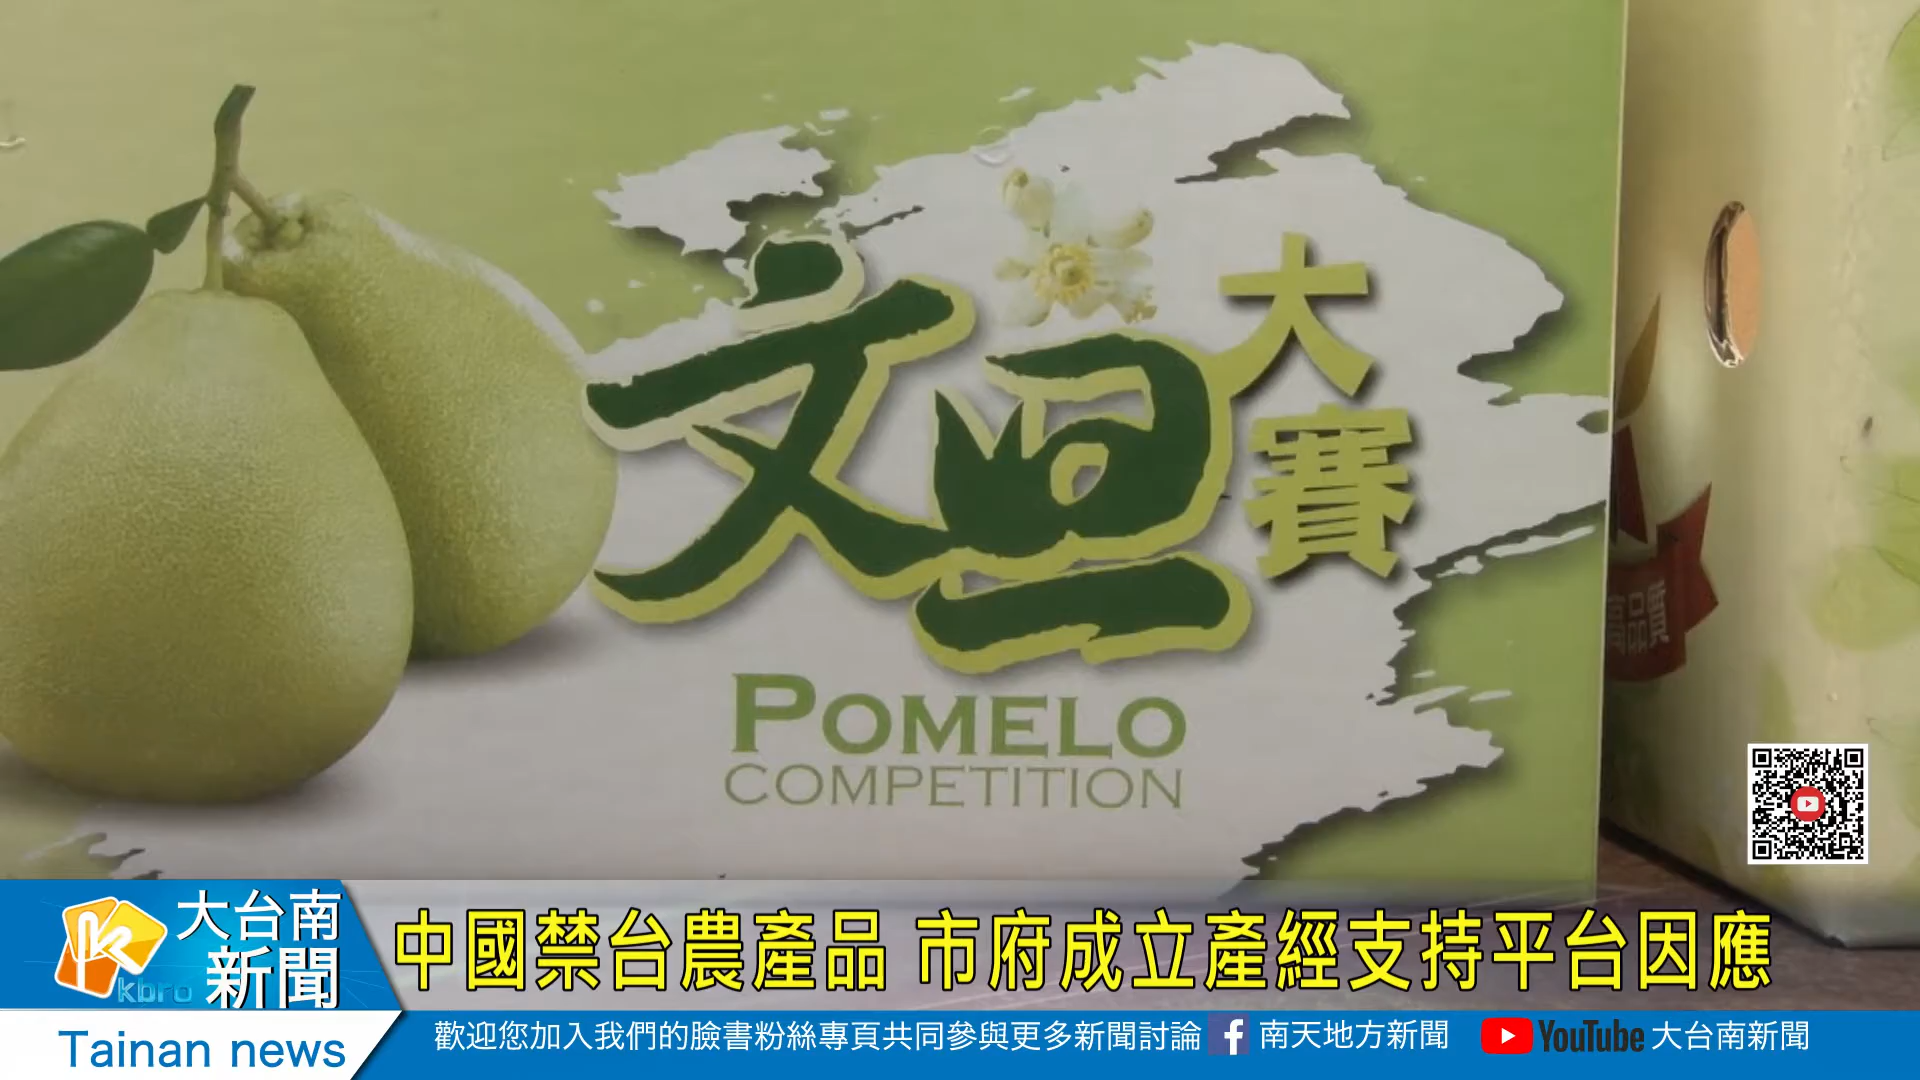 文旦
大賽
POMELO
COMPETITION
高品質
大台南
新聞
kbro
中國禁台農產品 市府成立產經支持平台因應
Tainan news
歡迎您加入我們的臉書粉絲專頁共同參與更多新聞討論 f 南天地方新聞 YouTube 大台南新聞